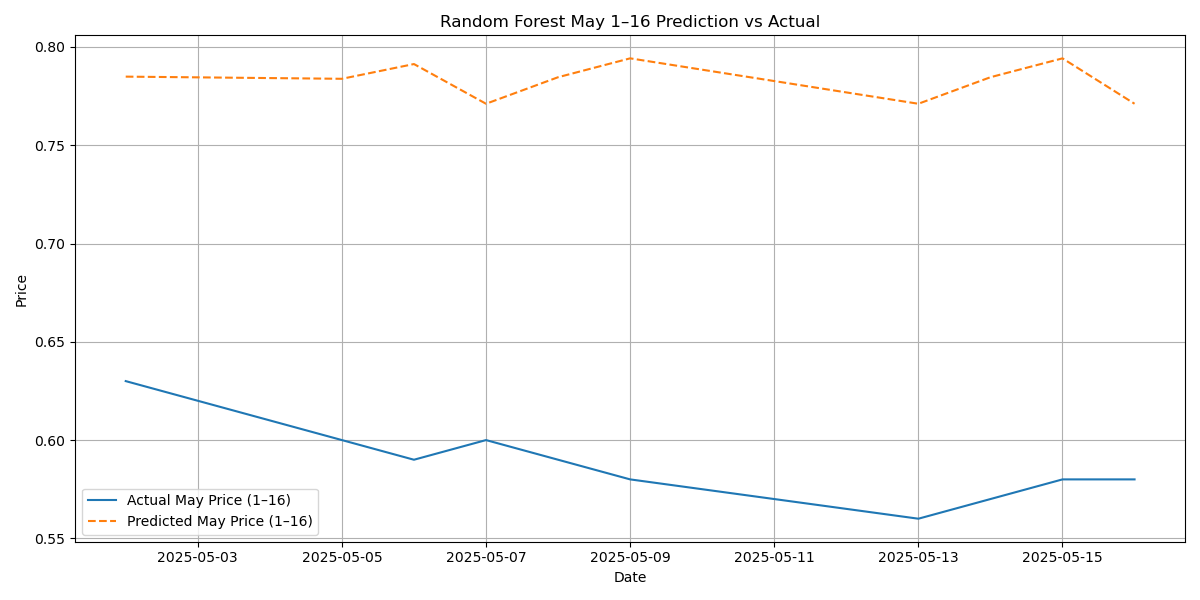 Random Forest May 1–16 Prediction vs Actual
0.80
0.75
0.70
0.65
0.60
0.55
Price
Actual May Price (1–16)
Predicted May Price (1–16)
2025-05-03
2025-05-05
2025-05-07
2025-05-09
2025-05-11
2025-05-13
2025-05-15
Date